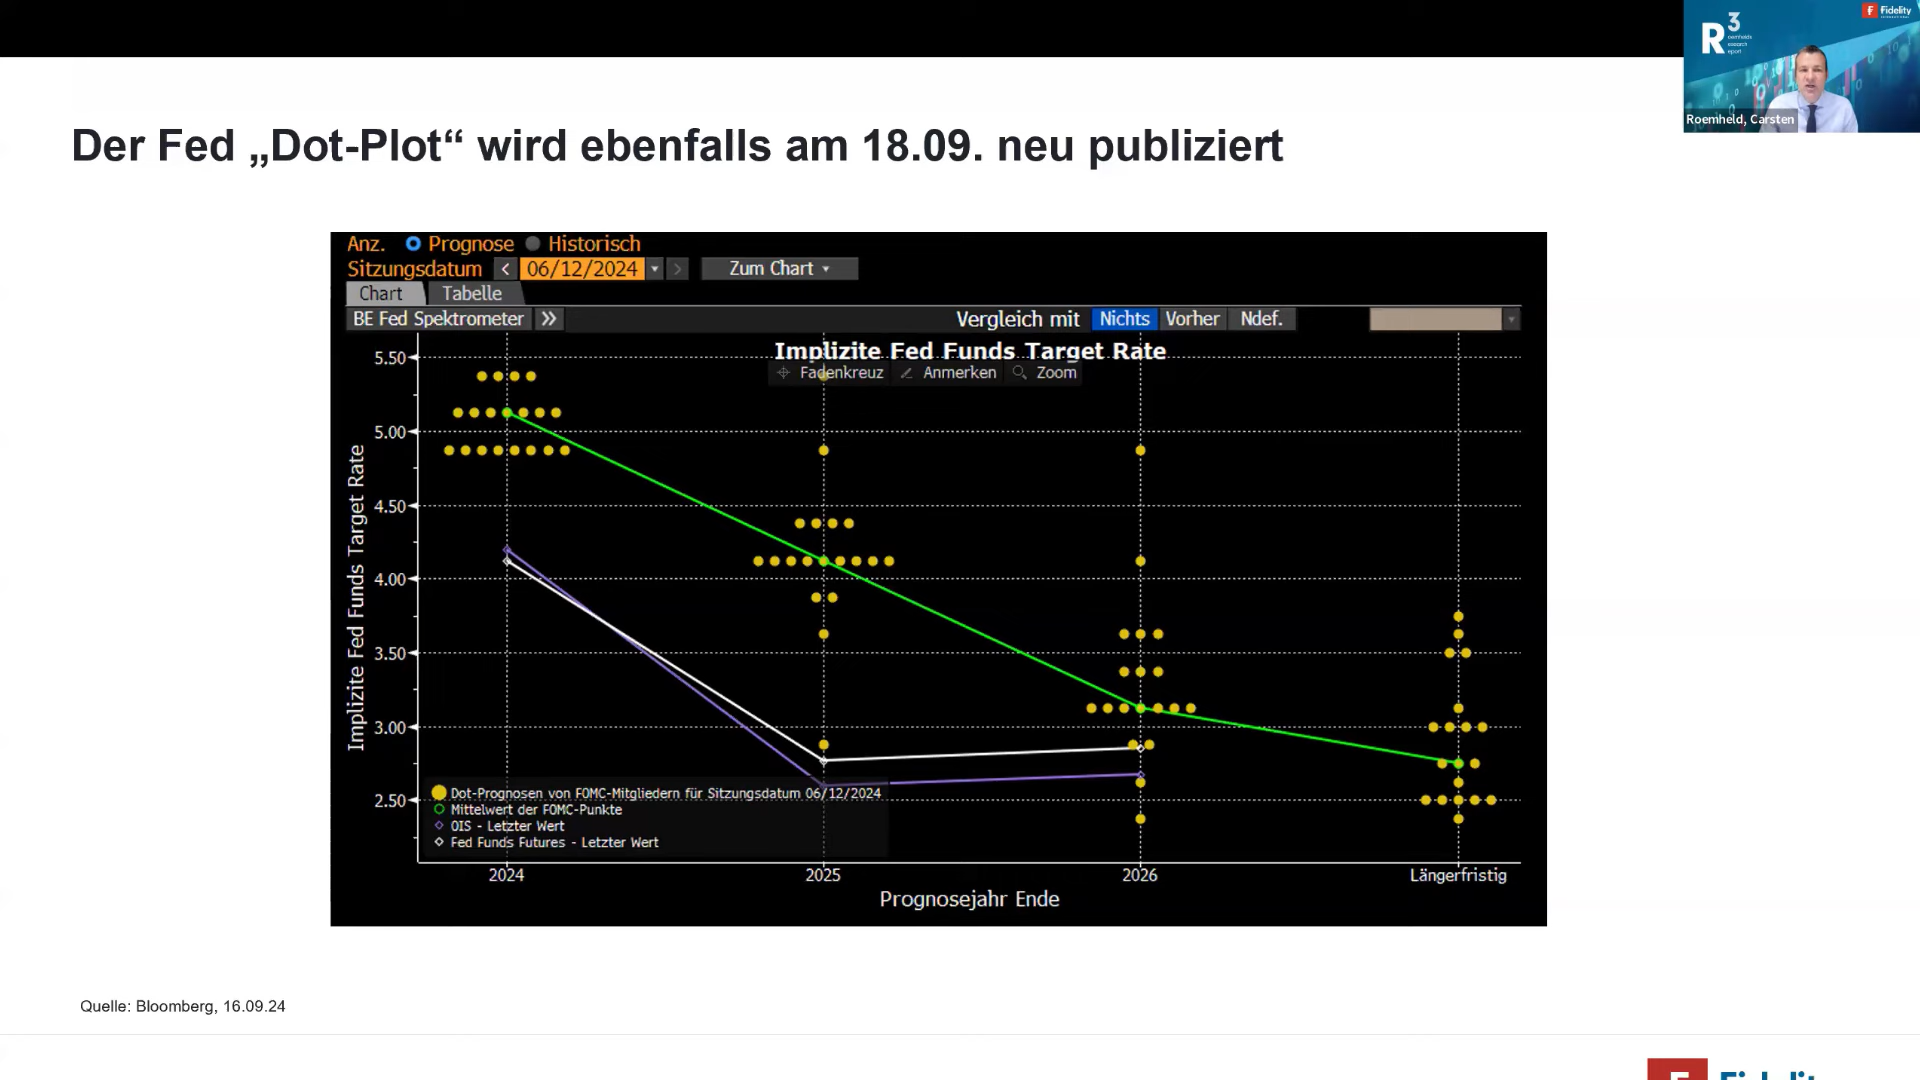 Fidelity
INTERNATIONAL
R3
Roemheld, Carsten
Der Fed „Dot-Plot“ wird ebenfalls am 18.09. neu publiziert
Anz. Prognose Historisch
Sitzungsdatum < 06/12/2024 > Zum Chart
Chart Tabelle
BE Fed Spektrometer » Vergleich mit Nichts Vorher Ndef.
Implizite Fed Funds Target Rate
Fadenkreuz Anmerken Zoom
Implizite Fed Funds Target Rate
5.50
5.00
4.50
4.00
3.50
3.00
2.50
Dot-Prognosen von FOMC-Mitgliedern für Sitzungsdatum 06/12/2024
Mittelwert der FOMC-Punkte
OIS - Letzter Wert
Fed Funds Futures - Letzter Wert
2024 2025 2026 Längerfristig
Prognosejahr Ende
Quelle: Bloomberg, 16.09.24